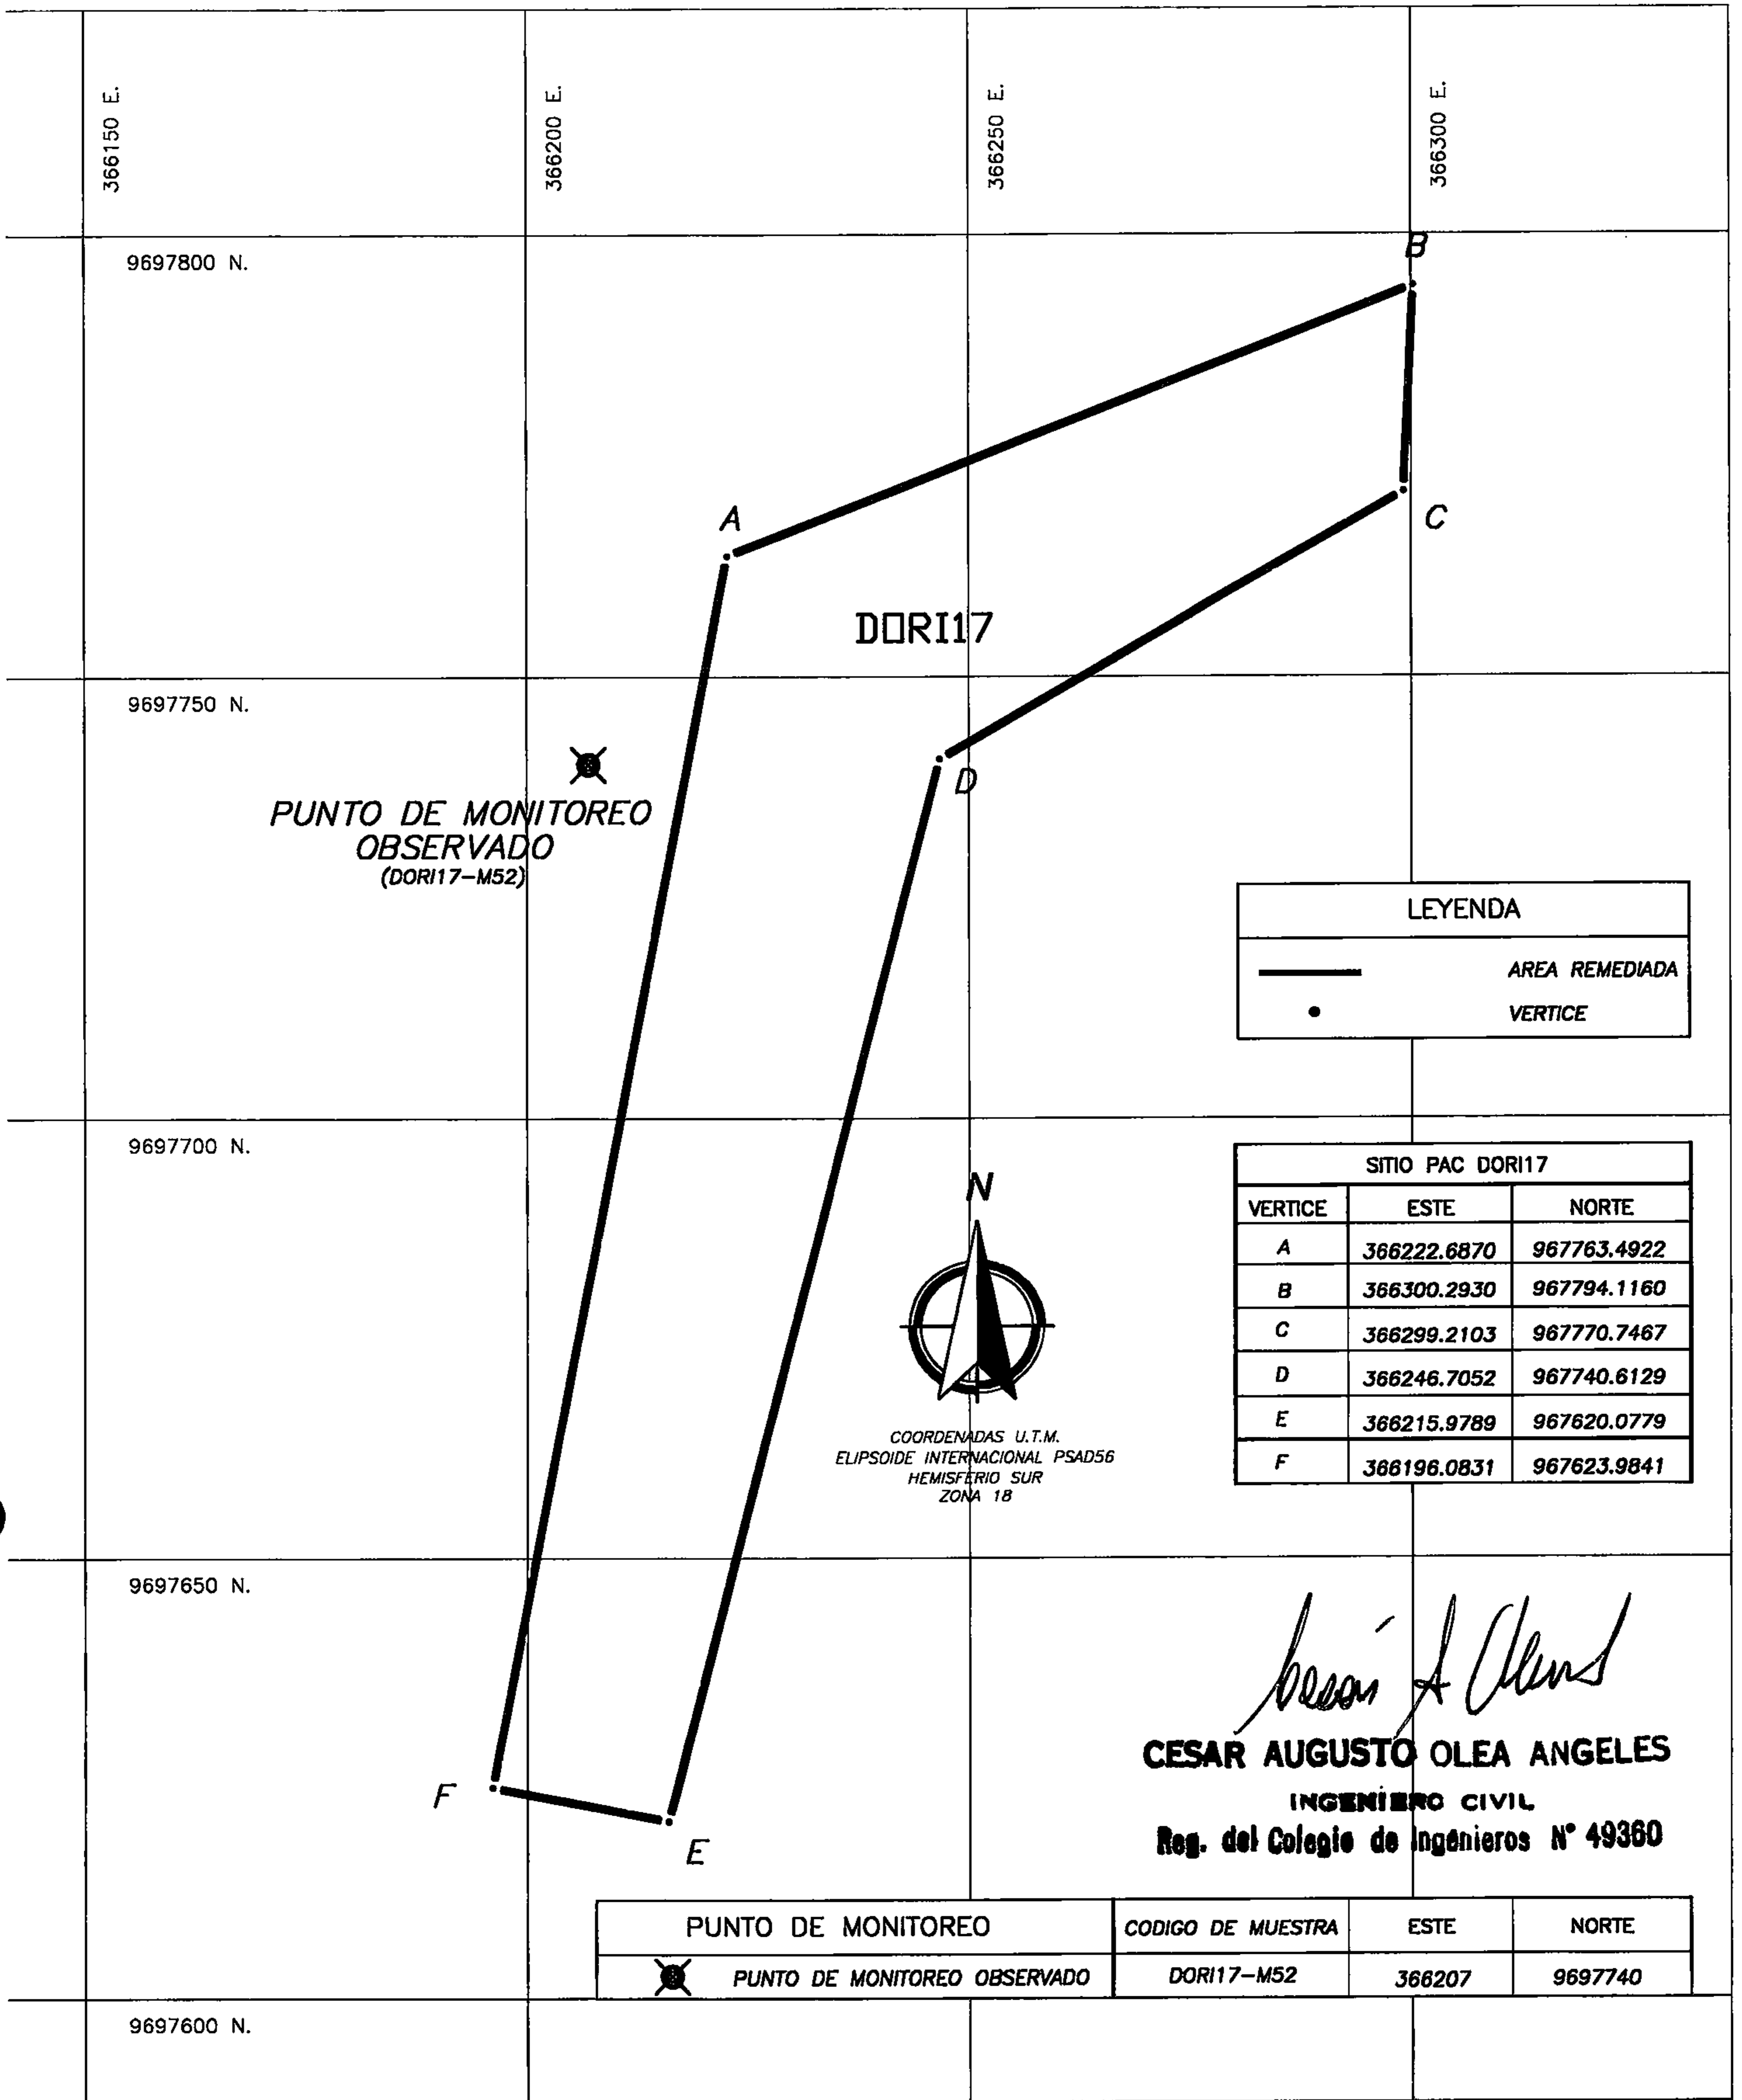 366150 E.
366200 E.
366250 E.
366300 E.
9697800 N.
B
A
C
DORI17
9697750 N.
D
PUNTO DE MONITOREO
OBSERVADO
(DORI17-M52)
LEYENDA
AREA REMEDIADA
VERTICE
9697700 N.
SITIO PAC DORI17
VERTICE ESTE NORTE
A 366222.6870 967763.4922
B 366300.2930 967794.1160
C 366299.2103 967770.7467
D 366246.7052 967740.6129
E 366215.9789 967620.0779
F 366196.0831 967623.9841
N
COORDENADAS U.T.M.
ELIPSOIDE INTERNACIONAL PSAD56
HEMISFERIO SUR
ZONA 18
9697650 N.
F
E
CESAR AUGUSTO OLEA ANGELES
INGENIERO CIVIL
Reg. del Colegio de Ingenieros N° 49360
PUNTO DE MONITOREO CODIGO DE MUESTRA ESTE NORTE
PUNTO DE MONITOREO OBSERVADO DORI17-M52 366207 9697740
9697600 N.